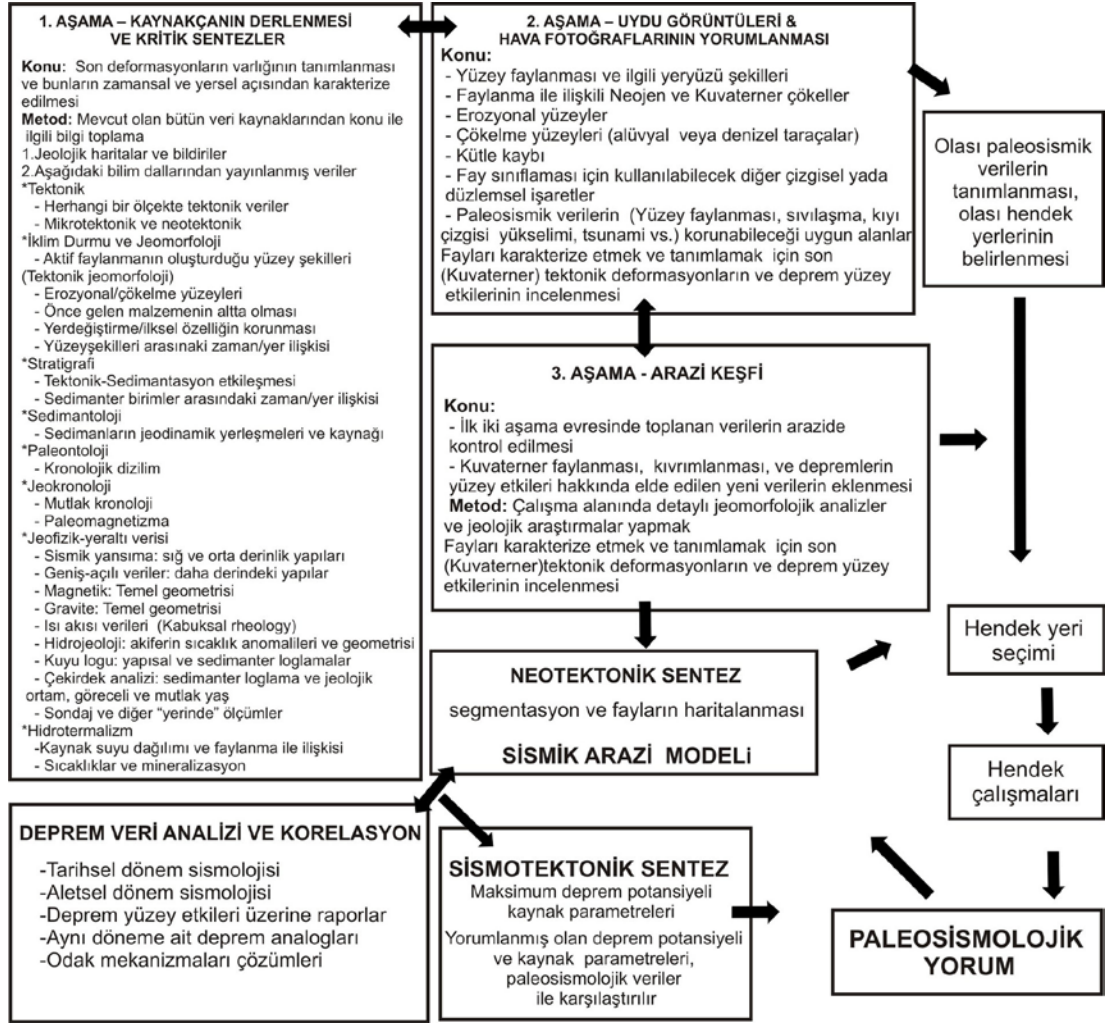 1. AŞAMA – KAYNAKÇANIN DERLENMESİ
VE KRİTİK SENTEZLER
Konu: Son deformasyonların varlığının tanımlanması
ve bunların zamansal ve yersel açısından karakterize
edilmesi
Metod: Mevcut olan bütün veri kaynaklarından konu ile
ilgili bilgi toplama
1.Jeolojik haritalar ve bildiriler
2.Aşağıdaki bilim dallarından yayınlanmış veriler
*Tektonik
- Herhangi bir ölçekte tektonik veriler
- Mikrotektonik ve neotektonik
*İklim Durmu ve Jeomorfoloji
- Aktif faylanmanın oluşturduğu yüzey şekilleri
(Tektonik jeomorfoloji)
- Erozyonal/çökelme yüzeyleri
- Önce gelen malzemenin altta olması
- Yerdeğiştirme/ilksel özelliğin korunması
- Yüzeyşekilleri arasınaki zaman/yer ilişkisi
*Stratigrafi
- Tektonik-Sedimantasyon etkileşmesi
- Sedimanter birimler arasındaki zaman/yer ilişkisi
*Sedimantoloji
- Sedimanların jeodinamik yerleşmeleri ve kaynağı
*Paleontoloji
- Kronolojik dizilim
*Jeokronoloji
- Mutlak kronoloji
- Paleomagnetizma
*Jeofizik-yeraltı verisi
- Sismik yansıma: sığ ve orta derinlik yapıları
- Geniş-açılı veriler: daha derindeki yapılar
- Magnetik: Temel geometrisi
- Gravite: Temel geometrisi
- Isı akısı verileri (Kabuksal rheology)
- Hidrojeoloji: akiferin sıcaklık anomalileri ve geometrisi
- Kuyu logu: yapısal ve sedimanter loglamalar
- Çekirdek analizi: sedimanter loglama ve jeolojik
ortam, göreceli ve mutlak yaş
- Sondaj ve diğer “yerinde” ölçümler
*Hidrotermalizm
-Kaynak suyu dağılımı ve faylanma ile ilişkisi
- Sıcaklıklar ve mineralizasyon
2. AŞAMA – UYDU GÖRÜNTÜLERİ &
HAVA FOTOĞRAFLARININ YORUMLANMASI
Konu:
- Yüzey faylanması ve ilgili yeryüzü şekilleri
- Faylanma ile ilişkili Neojen ve Kuvaterner çökeller
- Erozyonal yüzeyler
- Çökelme yüzeyleri (alüvyal veya denizel taraçalar)
- Kütle kaybı
- Fay sınıflaması için kullanılabilecek diğer çizgisel yada
düzlemsel işaretler
- Paleosismik verilerin (Yüzey faylanması, sıvılaşma, kıyı
çizgisi yükselimi, tsunami vs.) korunabileceği uygun alanlar
Fayları karakterize etmek ve tanımlamak için son
(Kuvaterner) tektonik deformasyonların ve deprem yüzey
etkilerinin incelenmesi
Olası paleosismik
verilerin
tanımlanması,
olası hendek
yerlerinin
belirlenmesi
3. AŞAMA - ARAZİ KEŞFİ
Konu:
- İlk iki aşama evresinde toplanan verilerin arazide
kontrol edilmesi
- Kuvaterner faylanması, kıvrımlanması, ve depremlerin
yüzey etkileri hakkında elde edilen yeni verilerin eklenmesi
Metod: Çalışma alanında detaylı jeomorfolojik analizler
ve jeolojik araştırmalar yapmak
Fayları karakterize etmek ve tanımlamak için son
(Kuvaterner)tektonik deformasyonların ve deprem yüzey
etkilerinin incelenmesi
NEOTEKTONİK SENTEZ
segmentasyon ve fayların haritalanması
SİSMİK ARAZİ MODELi
Hendek yeri
seçimi
Hendek
çalışmaları
DEPREM VERİ ANALİZİ VE KORELASYON
-Tarihsel dönem sismolojisi
-Aletsel dönem sismolojisi
-Deprem yüzey etkileri üzerine raporlar
-Aynı döneme ait deprem analogları
-Odak mekanizmaları çözümleri
SİSMOTEKTONİK SENTEZ
Maksimum deprem potansiyeli
kaynak parametreleri
Yorumlanmış olan deprem potansiyeli
ve kaynak parametreleri,
paleosismolojik veriler
ile karşılaştırılır
PALEOSİSMOLOJİK
YORUM